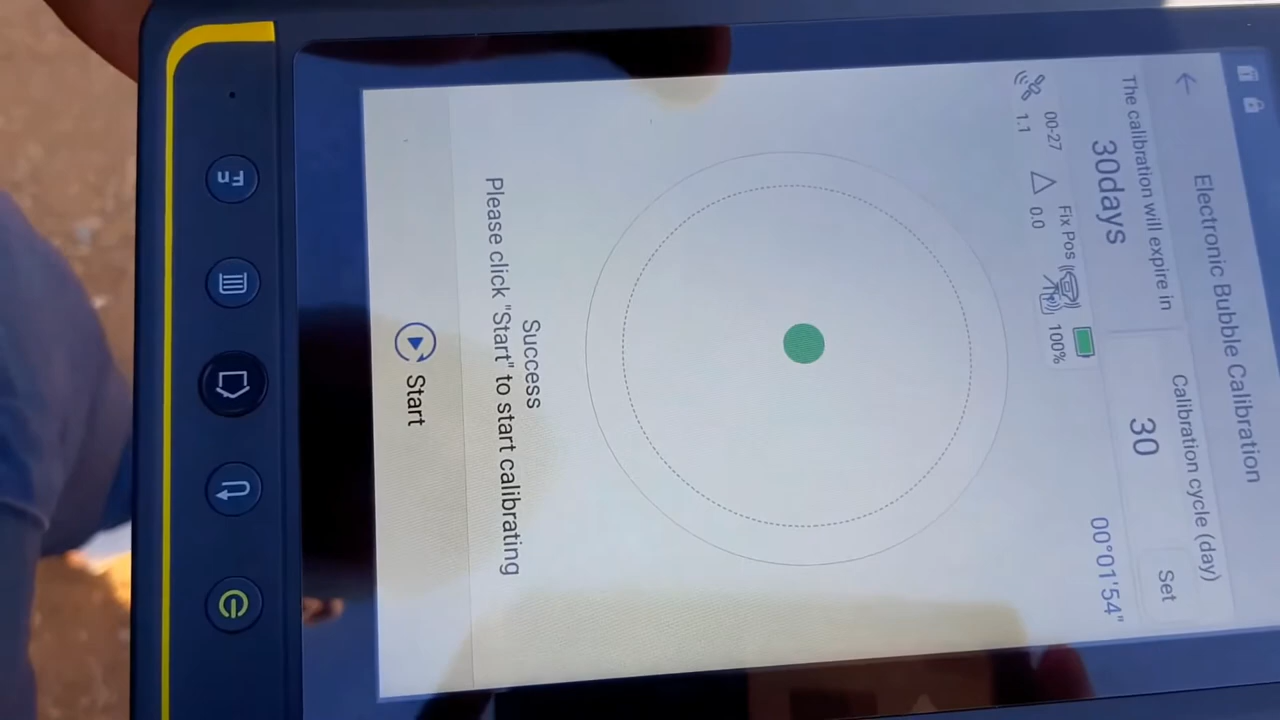 Electronic Bubble Calibration
The calibration will expire in
30days
Calibration cycle (day)
30
Set
00-27
1.1
0.0
Fix Pos
100%
00°01'54"
Success
Please click "Start" to start calibrating
Start